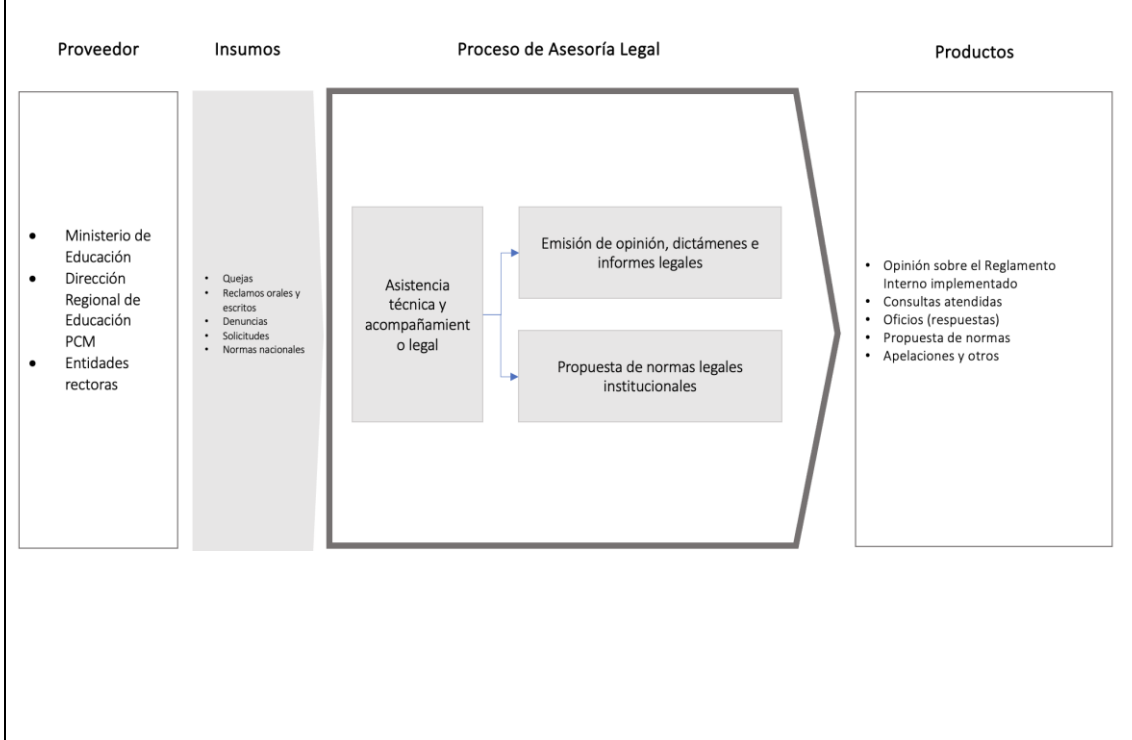 Proveedor
Insumos
Proceso de Asesoría Legal
Productos
• Ministerio de
Educación
• Dirección
Regional de
Educación
PCM
• Entidades
rectoras
• Quejas
• Reclamos orales y
escritos
• Denuncias
• Solicitudes
• Normas nacionales
Asistencia
técnica y
acompañamient
o legal
Emisión de opinión, dictámenes e
informes legales
Propuesta de normas legales
institucionales
• Opinión sobre el Reglamento
Interno implementado
• Consultas atendidas
• Oficios (respuestas)
• Propuesta de normas
• Apelaciones y otros